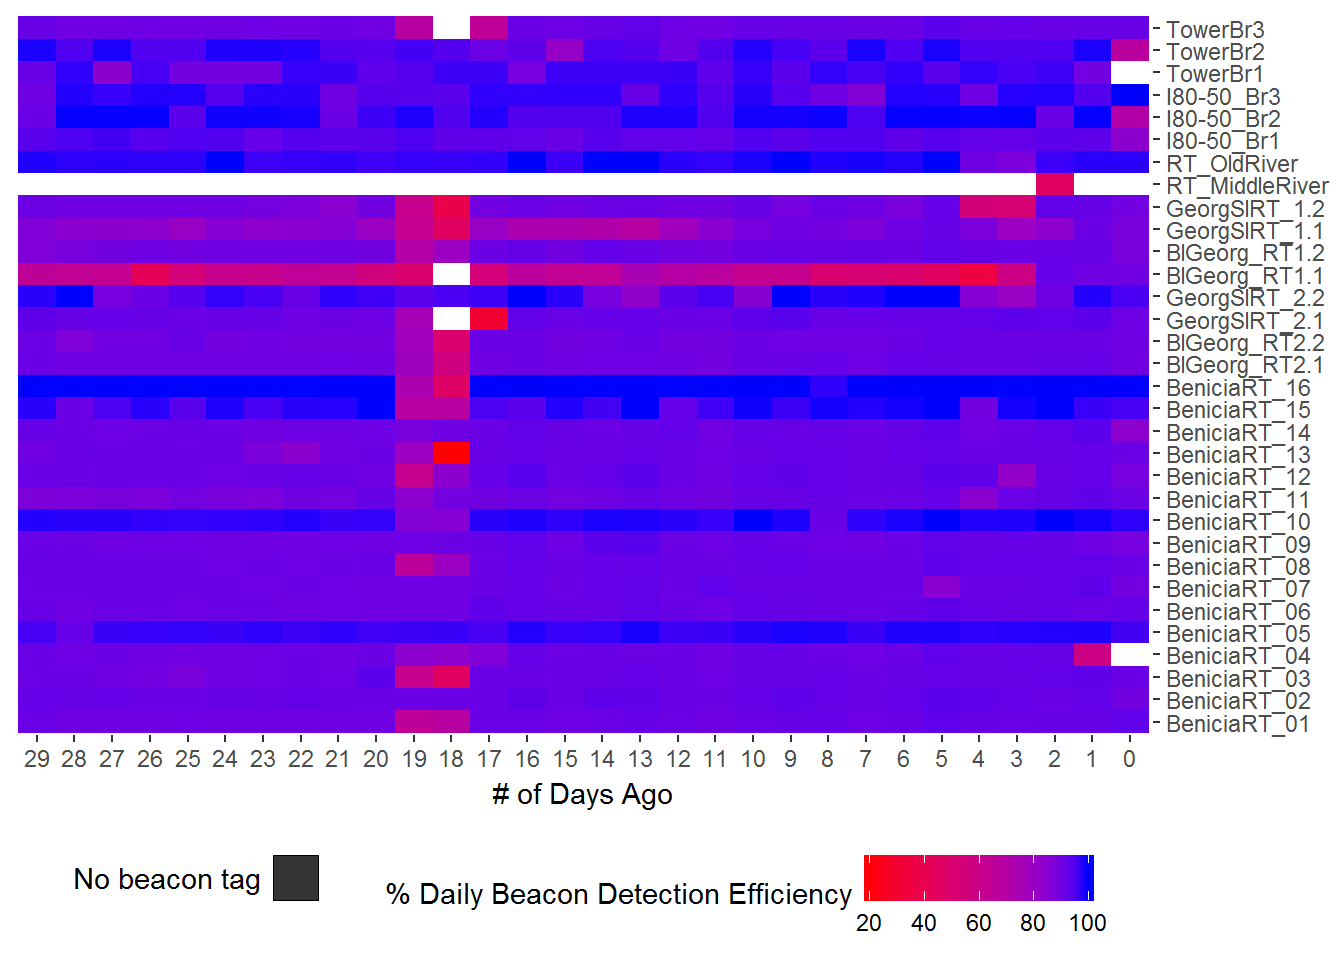 TowerBr3
TowerBr2
TowerBr1
I80-50_Br3
I80-50_Br2
I80-50_Br1
RT_OldRiver
RT_MiddleRiver
GeorgSlRT_1.2
GeorgSlRT_1.1
BlGeorg_RT1.2
BlGeorg_RT1.1
GeorgSlRT_2.2
GeorgSlRT_2.1
BlGeorg_RT2.2
BlGeorg_RT2.1
BeniciaRT_16
BeniciaRT_15
BeniciaRT_14
BeniciaRT_13
BeniciaRT_12
BeniciaRT_11
BeniciaRT_10
BeniciaRT_09
BeniciaRT_08
BeniciaRT_07
BeniciaRT_06
BeniciaRT_05
BeniciaRT_04
BeniciaRT_03
BeniciaRT_02
BeniciaRT_01
29 28 27 26 25 24 23 22 21 20 19 18 17 16 15 14 13 12 11 10 9 8 7 6 5 4 3 2 1 0
# of Days Ago
No beacon tag
% Daily Beacon Detection Efficiency
20 40 60 80 100